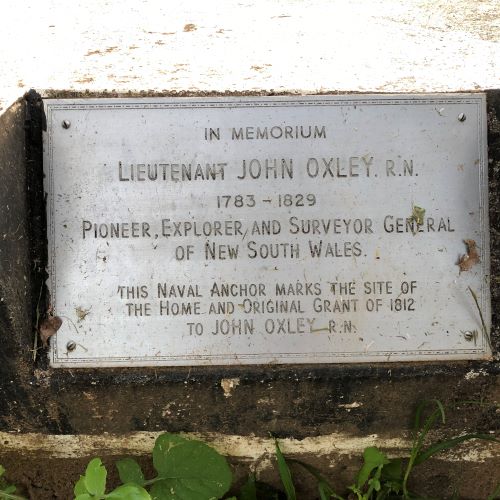 IN MEMORIUM
LIEUTENANT JOHN OXLEY R.N.
1783 - 1829
PIONEER, EXPLORER AND SURVEYOR GENERAL
OF NEW SOUTH WALES.
THIS NAVAL ANCHOR MARKS THE SITE OF
THE HOME AND ORIGINAL GRANT OF 1812
TO JOHN OXLEY R.N.